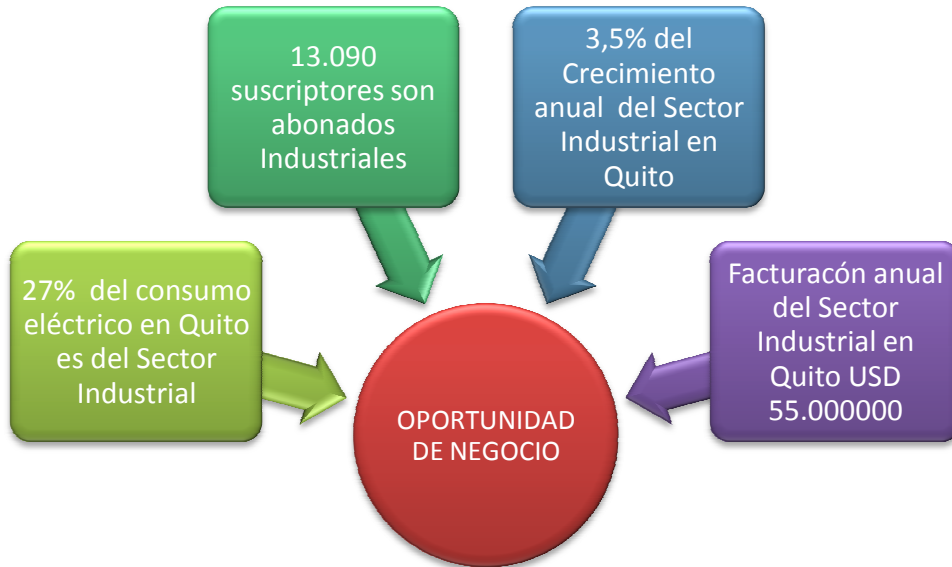 13.090
suscriptores son
abonados
Industriales
3,5% del
Crecimiento
anual del Sector
Industrial en
Quito
27% del consumo
eléctrico en Quito
es del Sector
Industrial
Facturacón anual
del Sector
Industrial en
Quito USD
55.000000
OPORTUNIDAD
DE NEGOCIO